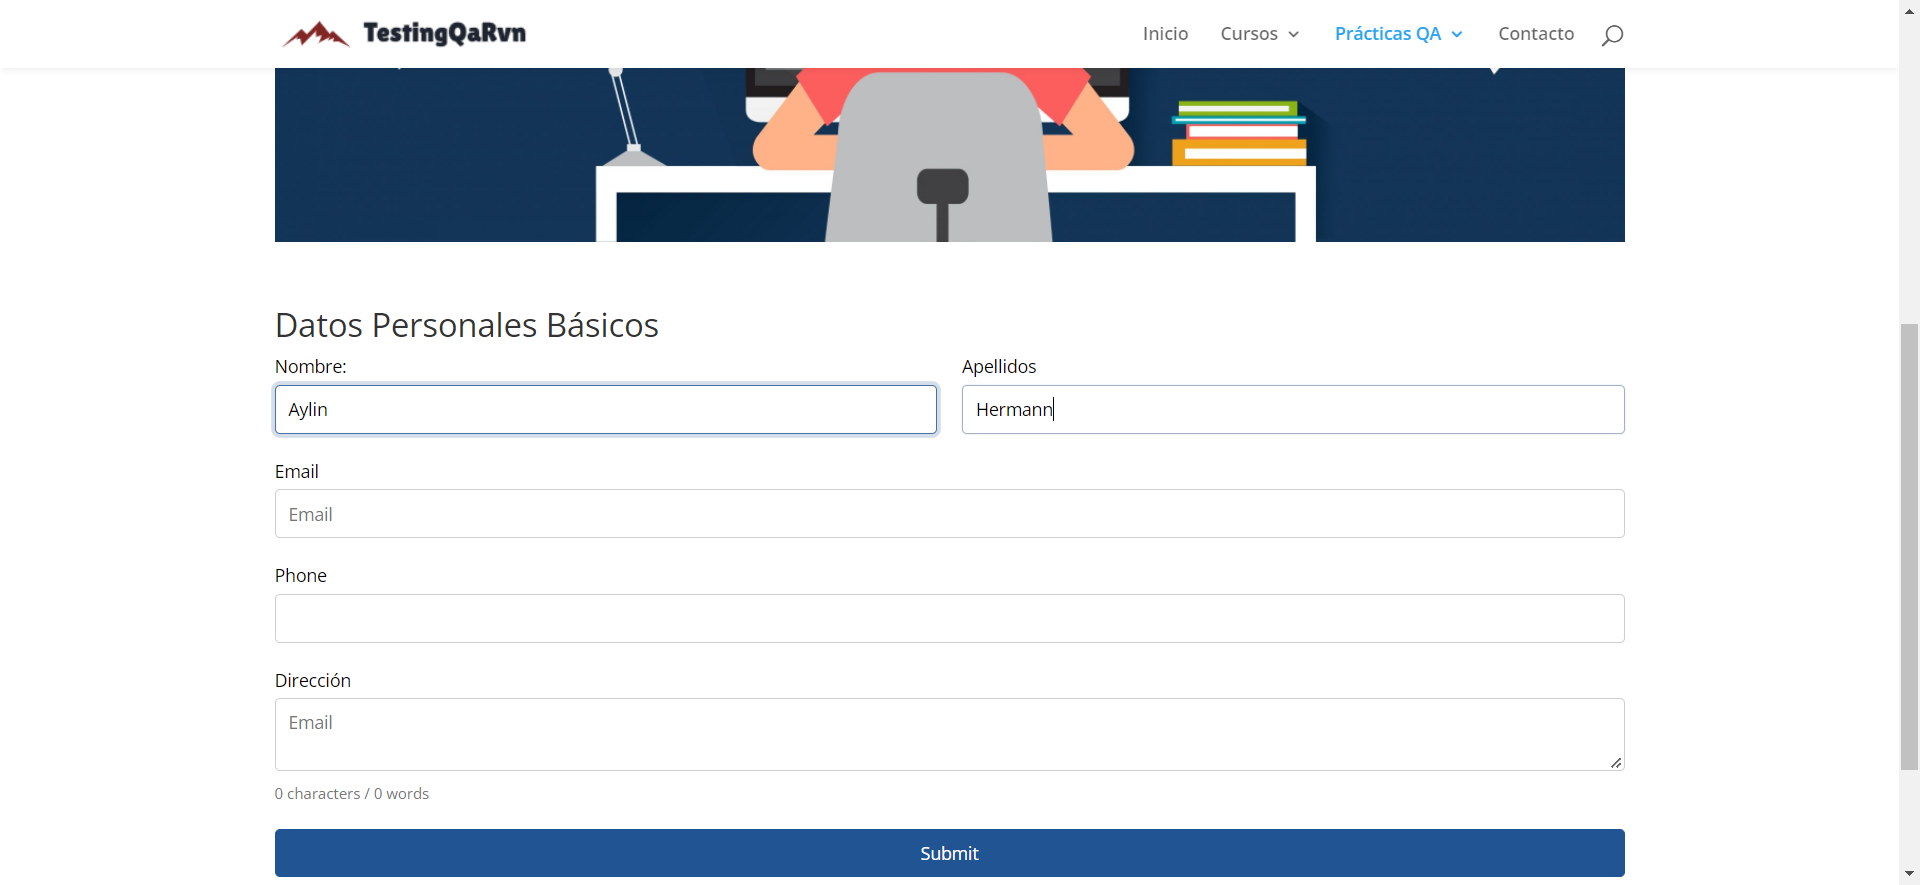 TestingQaRvn
Inicio Cursos Prácticas QA Contacto
Datos Personales Básicos
Nombre: Apellidos
Aylin Hermann
Email
Email
Phone
Dirección
Email
0 characters / 0 words
Submit